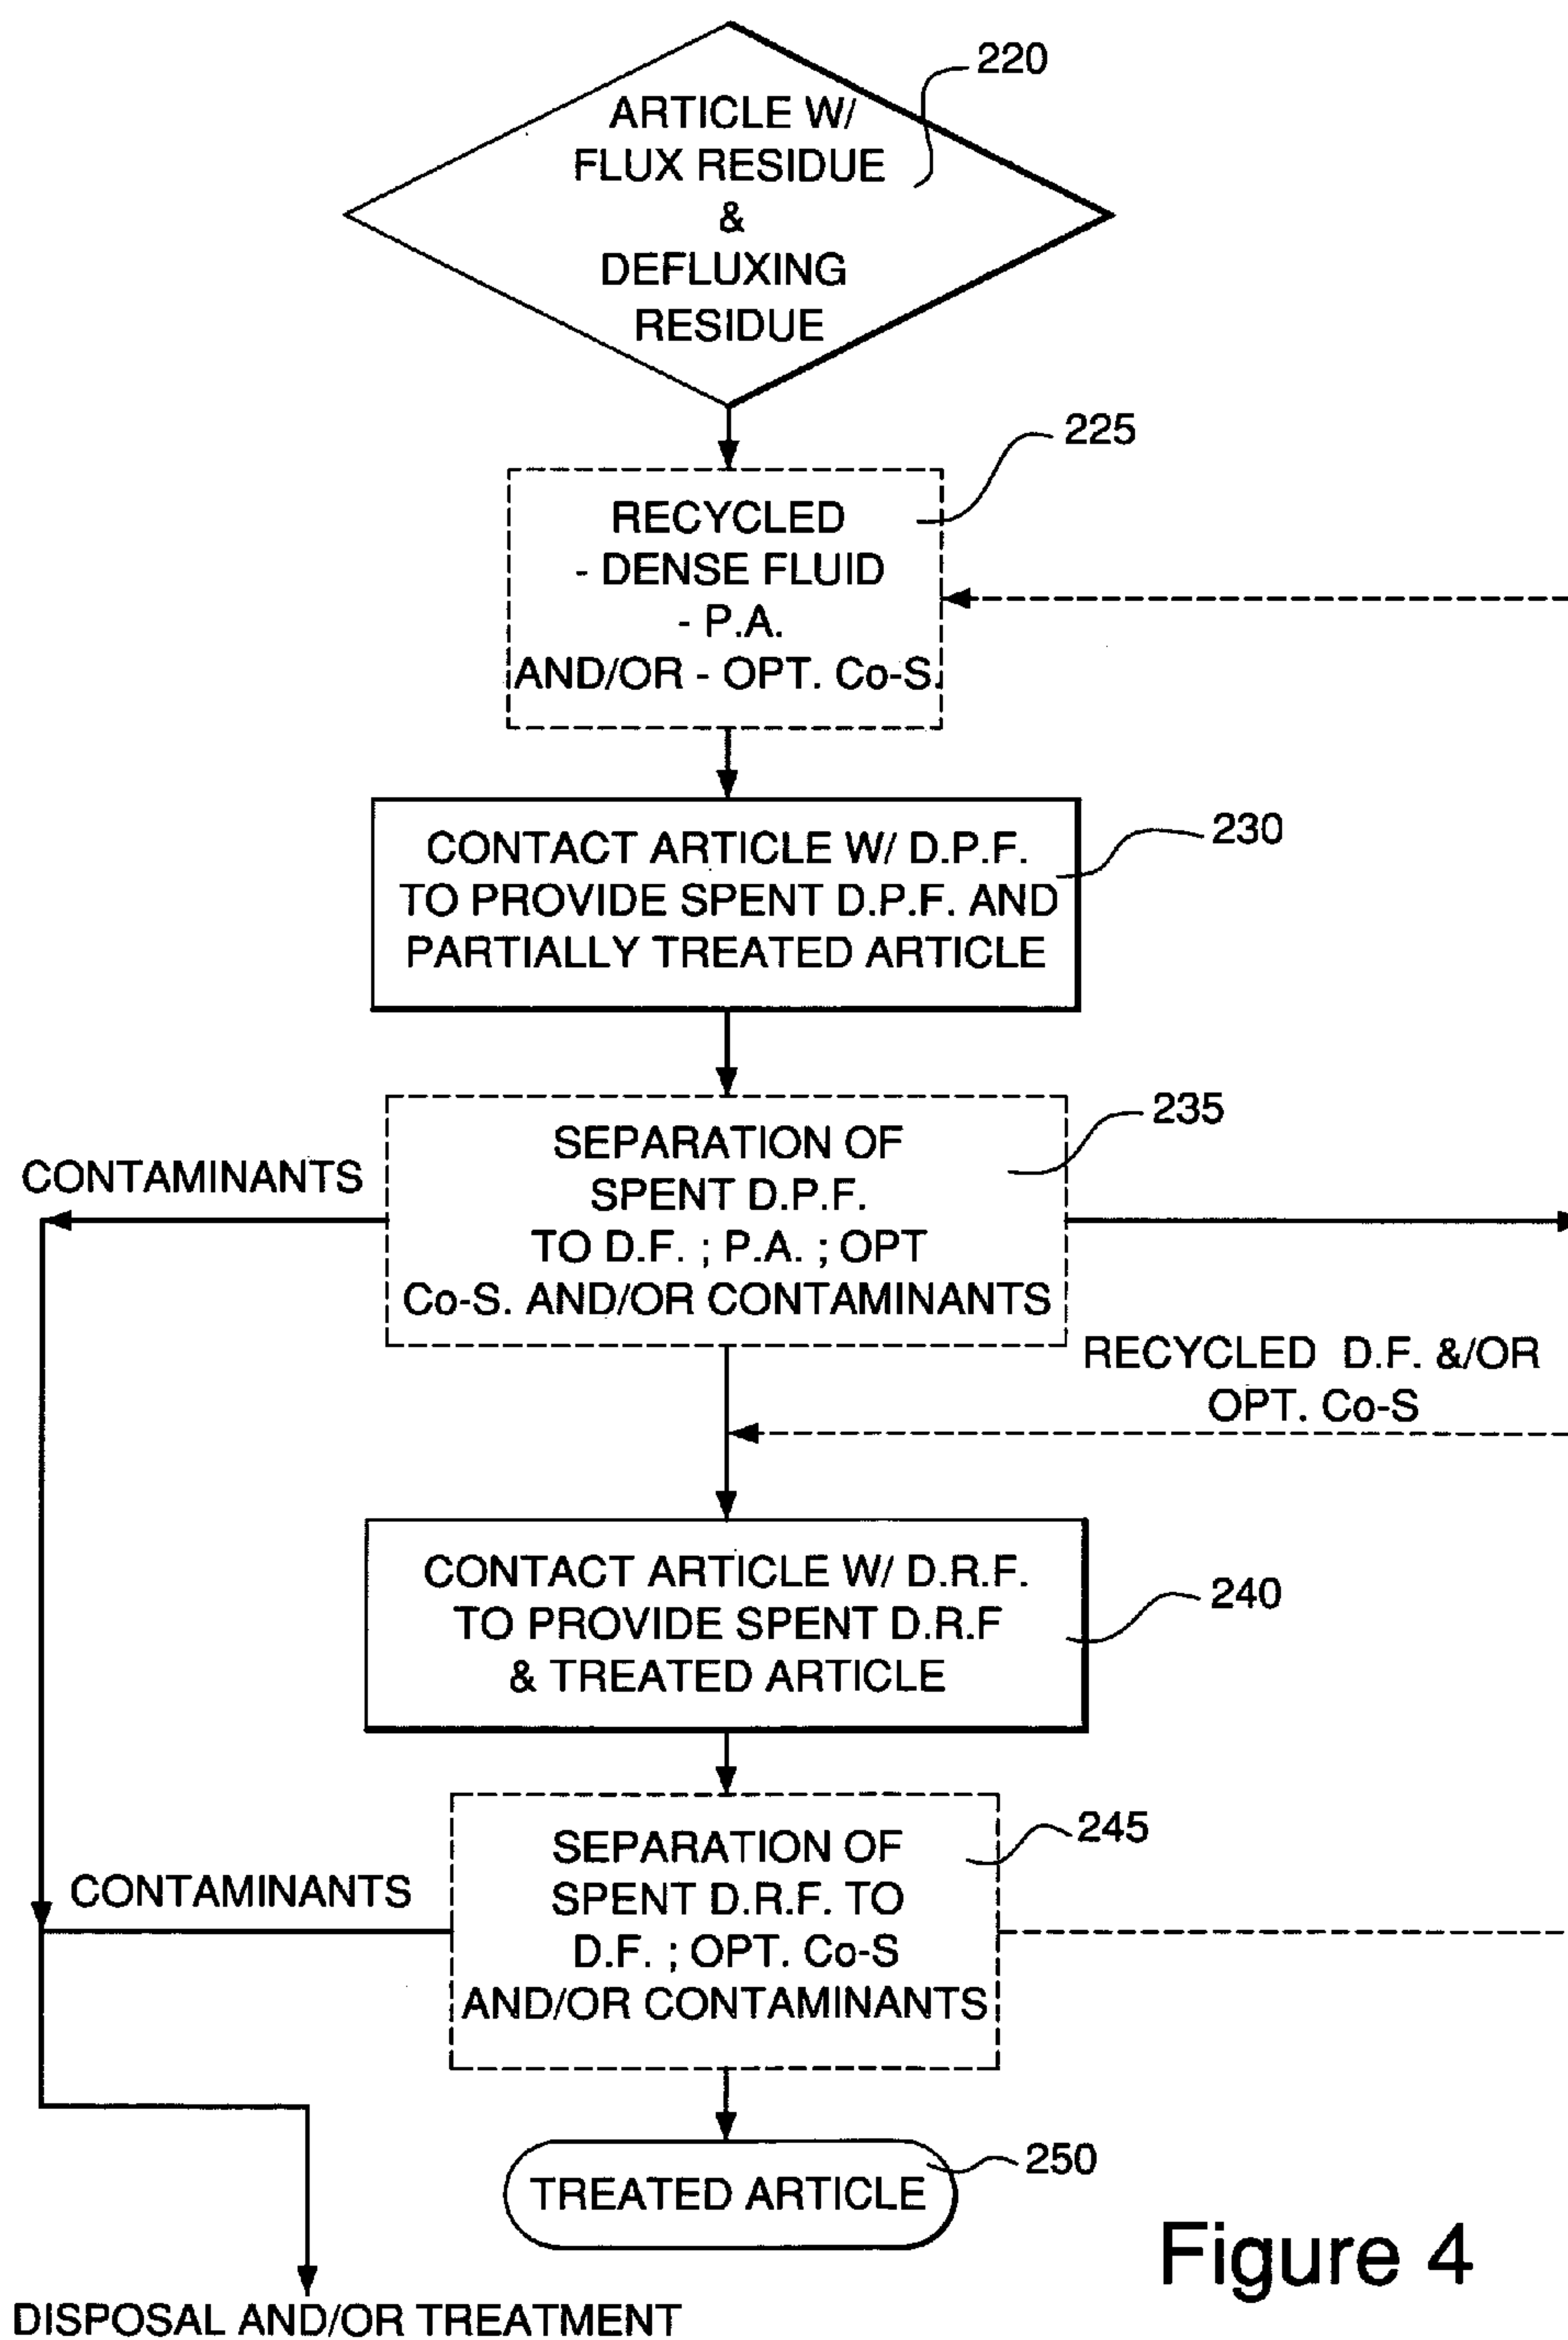 220
ARTICLE W/
FLUX RESIDUE
&
DEFLUXING
RESIDUE
225
RECYCLED
- DENSE FLUID
- P.A.
AND/OR - OPT. Co-S.
230
CONTACT ARTICLE W/ D.P.F.
TO PROVIDE SPENT D.P.F. AND
PARTIALLY TREATED ARTICLE
235
CONTAMINANTS
SEPARATION OF
SPENT D.P.F.
TO D.F. ; P.A. ; OPT
Co-S. AND/OR CONTAMINANTS
RECYCLED D.F. &/OR
OPT. Co-S
240
CONTACT ARTICLE W/ D.R.F.
TO PROVIDE SPENT D.R.F
& TREATED ARTICLE
245
CONTAMINANTS
SEPARATION OF
SPENT D.R.F. TO
D.F. ; OPT. Co-S
AND/OR CONTAMINANTS
250
TREATED ARTICLE
Figure 4
DISPOSAL AND/OR TREATMENT